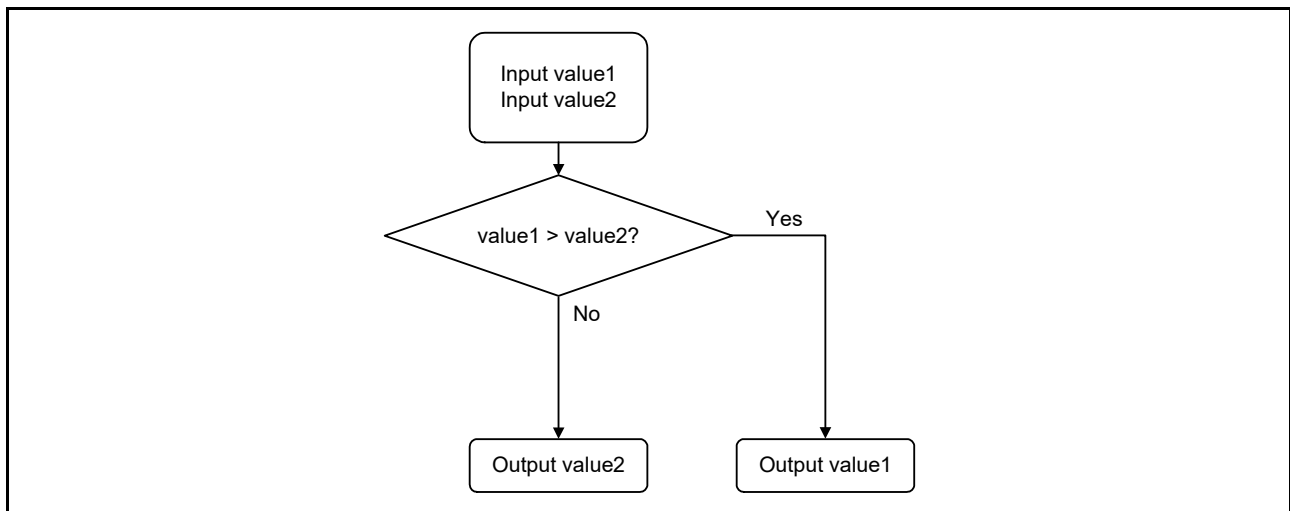 Input value1
Input value2
value1 > value2?
Yes
No
Output value2
Output value1